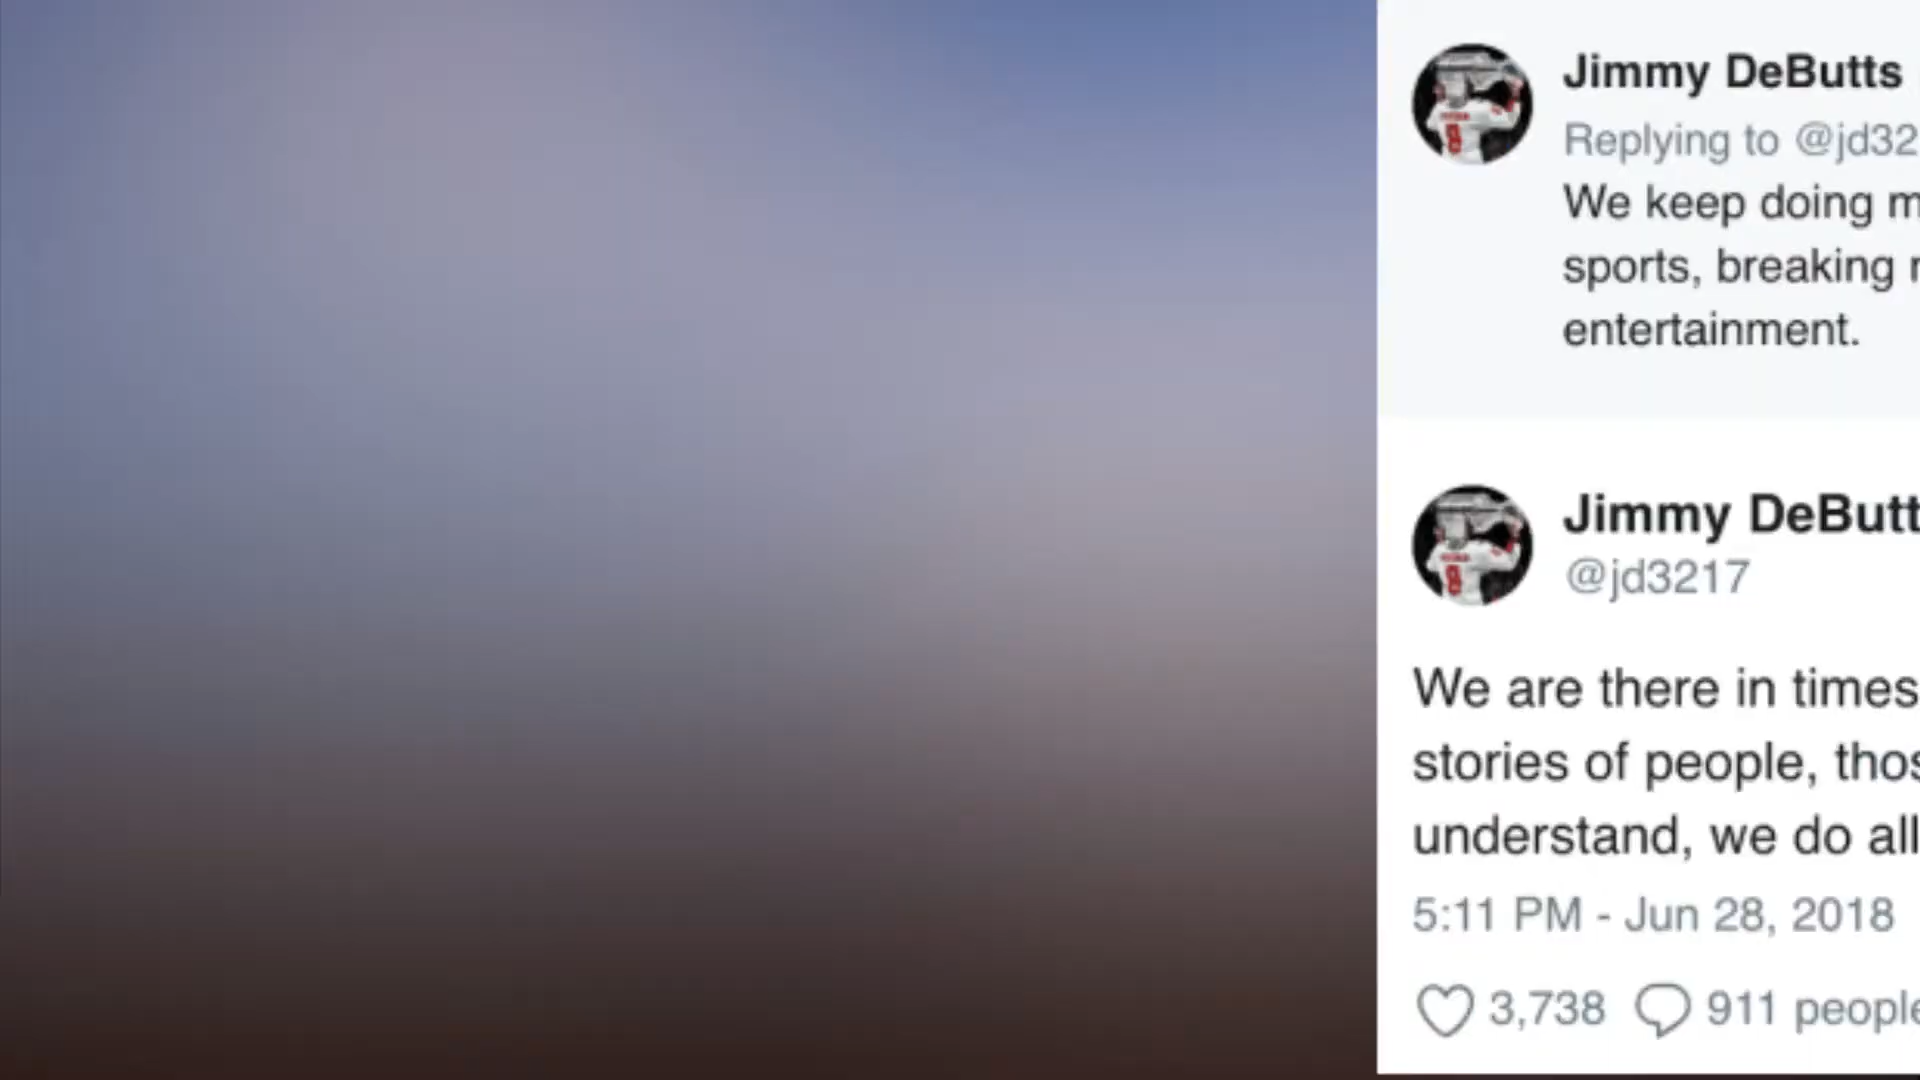 Jimmy DeButts
Replying to @jd32
We keep doing m
sports, breaking
entertainment.
Jimmy DeButt
@jd3217
We are there in times
stories of people, thos
understand, we do all
5:11 PM - Jun 28, 2018
3,738 911 people